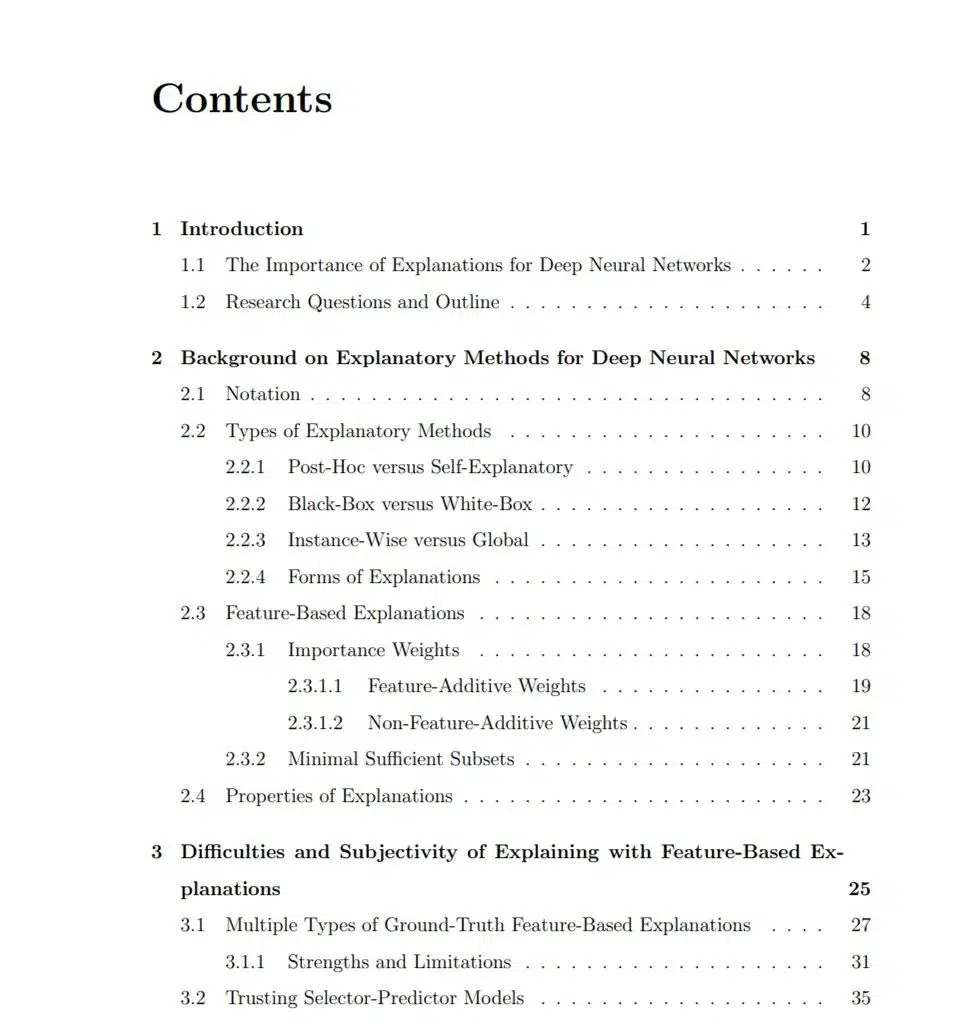 Contents
1 Introduction 1
1.1 The Importance of Explanations for Deep Neural Networks . . . . . . 2
1.2 Research Questions and Outline . . . . . . . . . . . . . . . . . . . . . 4
2 Background on Explanatory Methods for Deep Neural Networks 8
2.1 Notation . . . . . . . . . . . . . . . . . . . . . . . . . . . . . . . . . . 8
2.2 Types of Explanatory Methods . . . . . . . . . . . . . . . . . . . . . 10
2.2.1 Post-Hoc versus Self-Explanatory . . . . . . . . . . . . . . . . 10
2.2.2 Black-Box versus White-Box . . . . . . . . . . . . . . . . . . . 12
2.2.3 Instance-Wise versus Global . . . . . . . . . . . . . . . . . . . 13
2.2.4 Forms of Explanations . . . . . . . . . . . . . . . . . . . . . . 15
2.3 Feature-Based Explanations . . . . . . . . . . . . . . . . . . . . . . . 18
2.3.1 Importance Weights . . . . . . . . . . . . . . . . . . . . . . . 18
2.3.1.1 Feature-Additive Weights . . . . . . . . . . . . . . . 19
2.3.1.2 Non-Feature-Additive Weights . . . . . . . . . . . . . 21
2.3.2 Minimal Sufficient Subsets . . . . . . . . . . . . . . . . . . . . 21
2.4 Properties of Explanations . . . . . . . . . . . . . . . . . . . . . . . . 23
3 Difficulties and Subjectivity of Explaining with Feature-Based Ex-
planations 25
3.1 Multiple Types of Ground-Truth Feature-Based Explanations . . . . 27
3.1.1 Strengths and Limitations . . . . . . . . . . . . . . . . . . . . 31
3.2 Trusting Selector-Predictor Models . . . . . . . . . . . . . . . . . . . 35